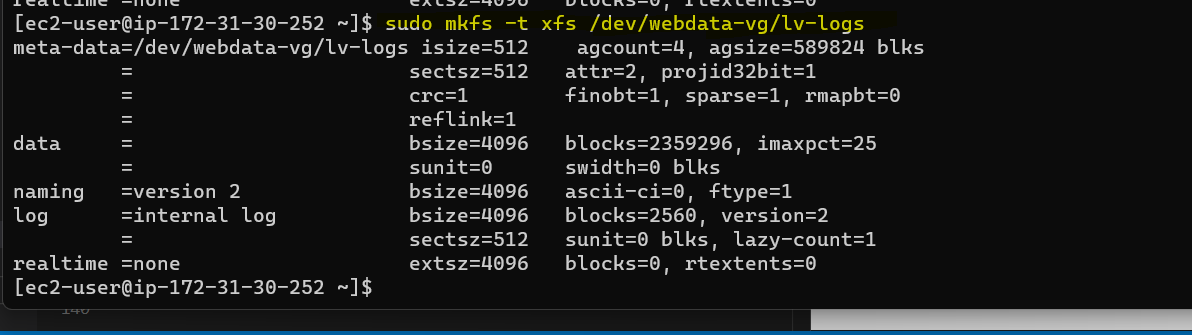 realtime =none                   extsz=4096   blocks=0, rtextents=0
[ec2-user@ip-172-31-30-252 ~]$ sudo mkfs -t xfs /dev/webdata-vg/lv-logs
meta-data=/dev/webdata-vg/lv-logs isize=512    agcount=4, agsize=589824 blks
         =                       sectsz=512   attr=2, projid32bit=1
         =                       crc=1        finobt=1, sparse=1, rmapbt=0
         =                       reflink=1
data     =                       bsize=4096   blocks=2359296, imaxpct=25
         =                       sunit=0      swidth=0 blks
naming   =version 2              bsize=4096   ascii-ci=0, ftype=1
log      =internal log           bsize=4096   blocks=2560, version=2
         =                       sectsz=512   sunit=0 blks, lazy-count=1
realtime =none                   extsz=4096   blocks=0, rtextents=0
[ec2-user@ip-172-31-30-252 ~]$
140